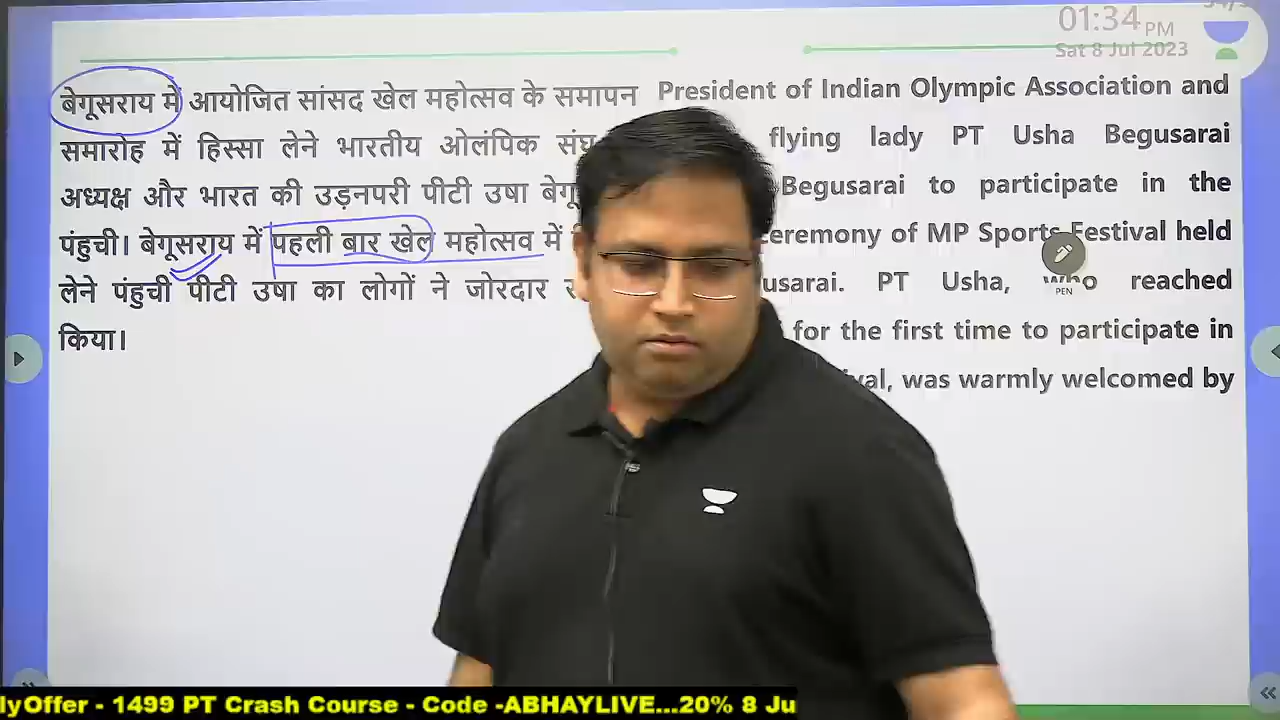 01:34 PM
Sat 8 Jul 2023
बेगूसराय में आयोजित सांसद खेल महोत्सव के समापन
समारोह में हिस्सा लेने भारतीय ओलंपिक संघ
अध्यक्ष और भारत की उड़नपरी पीटी उषा
पंहुची। बेगूसराय में पहली बार खेल महोत्सव में
लेने पंहुची पीटी उषा का लोगों ने जोरदार
किया।
President of Indian Olympic Association and
flying lady PT Usha Begusarai
Begusarai to participate in the
ceremony of MP Sports Festival held
PT Usha, who reached
for the first time to participate in
was warmly welcomed by
PEN
- 1499 PT Crash Course - Code -ABHAYLIVE...20% 8 Ju